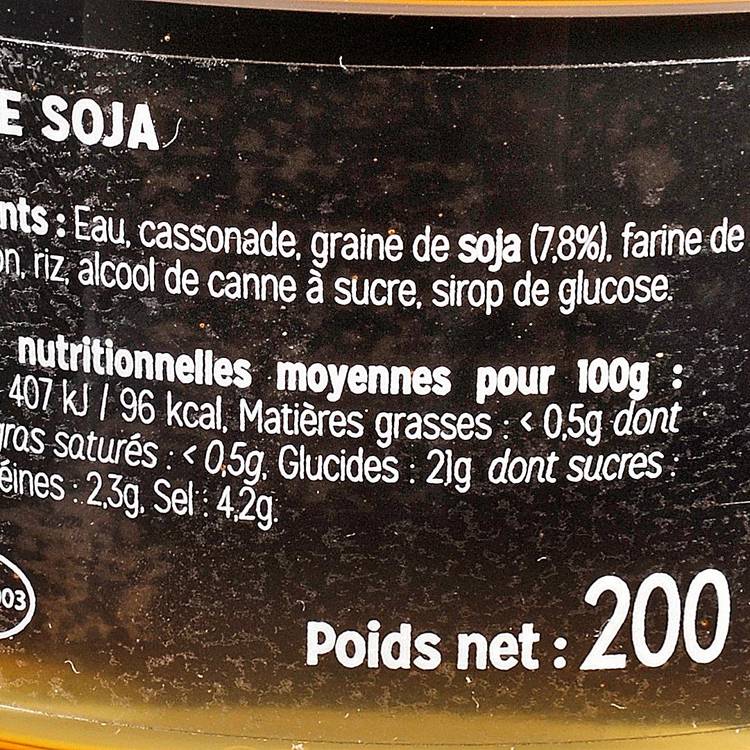 E SOJA
nts : Eau, cassonade, graine de soja (7,8%), farine de
on, riz, alcool de canne à sucre, sirop de glucose.
nutritionnelles moyennes pour 100g :
407 kJ / 96 kcal, Matières grasses : < 0,5g dont
gras saturés : < 0,5g, Glucides : 21g dont sucres :
éines : 2,3g, Sel : 4,2g.
003
Poids net : 200